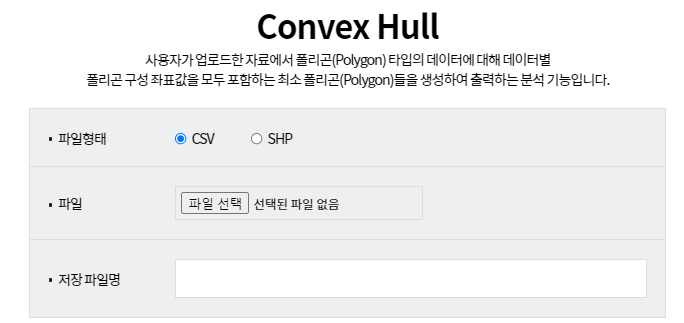 Convex Hull
사용자가 업로드한 자료에서 폴리곤(Polygon) 타입의 데이터에 대해 데이터별
폴리곤 구성 좌표값을 모두 포함하는 최소 폴리곤(Polygon)들을 생성하여 출력하는 분석 기능입니다.
파일형태 CSV SHP
파일 파일 선택 선택된 파일 없음
저장 파일명